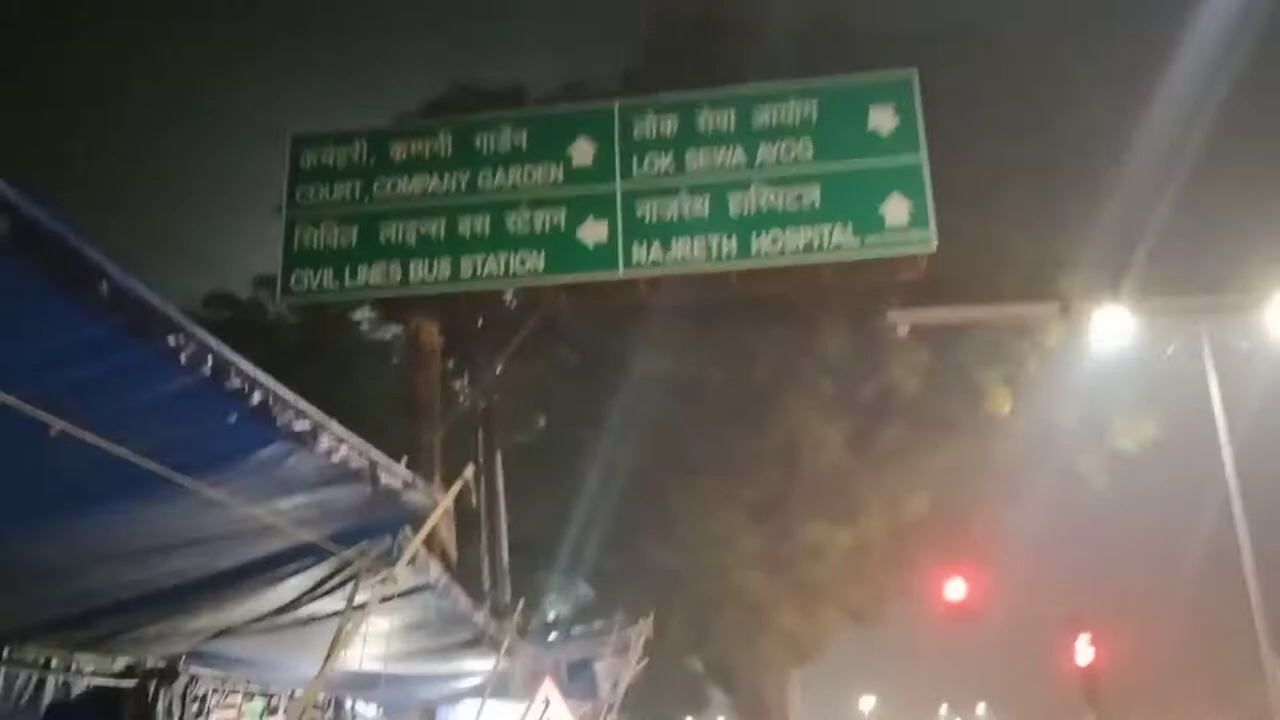 कचहरी, कम्पनी गार्डन
COURT, COMPANY GARDEN
सिविल लाइन्स बस स्टेशन
CIVIL LINES BUS STATION
लोक सेवा आयोग
LOK SEWA AYOG
नाजरेथ हास्पिटल
NAJRETH HOSPITAL